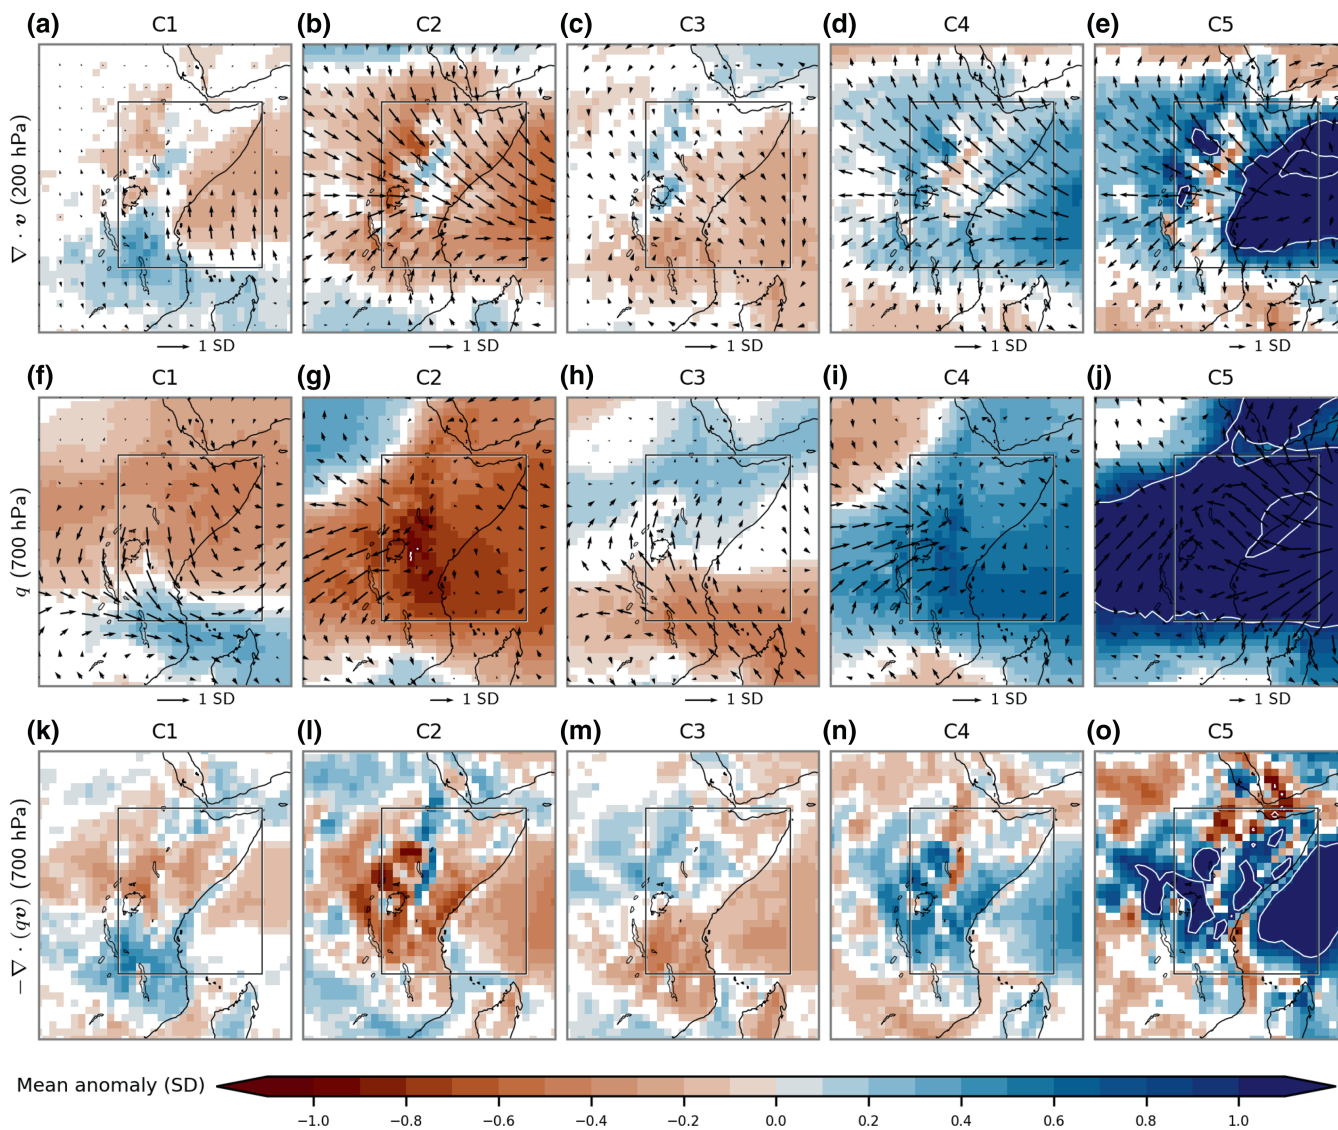 (a) C1 (b) C2 (c) C3 (d) C4 (e) C5
∇ · v (200 hPa)
1 SD 1 SD 1 SD 1 SD 1 SD
(f) C1 (g) C2 (h) C3 (i) C4 (j) C5
q (700 hPa)
1 SD 1 SD 1 SD 1 SD 1 SD
(k) C1 (l) C2 (m) C3 (n) C4 (o) C5
−∇ · (qv) (700 hPa)
Mean anomaly (SD)
−1.0 −0.8 −0.6 −0.4 −0.2 0.0 0.2 0.4 0.6 0.8 1.0